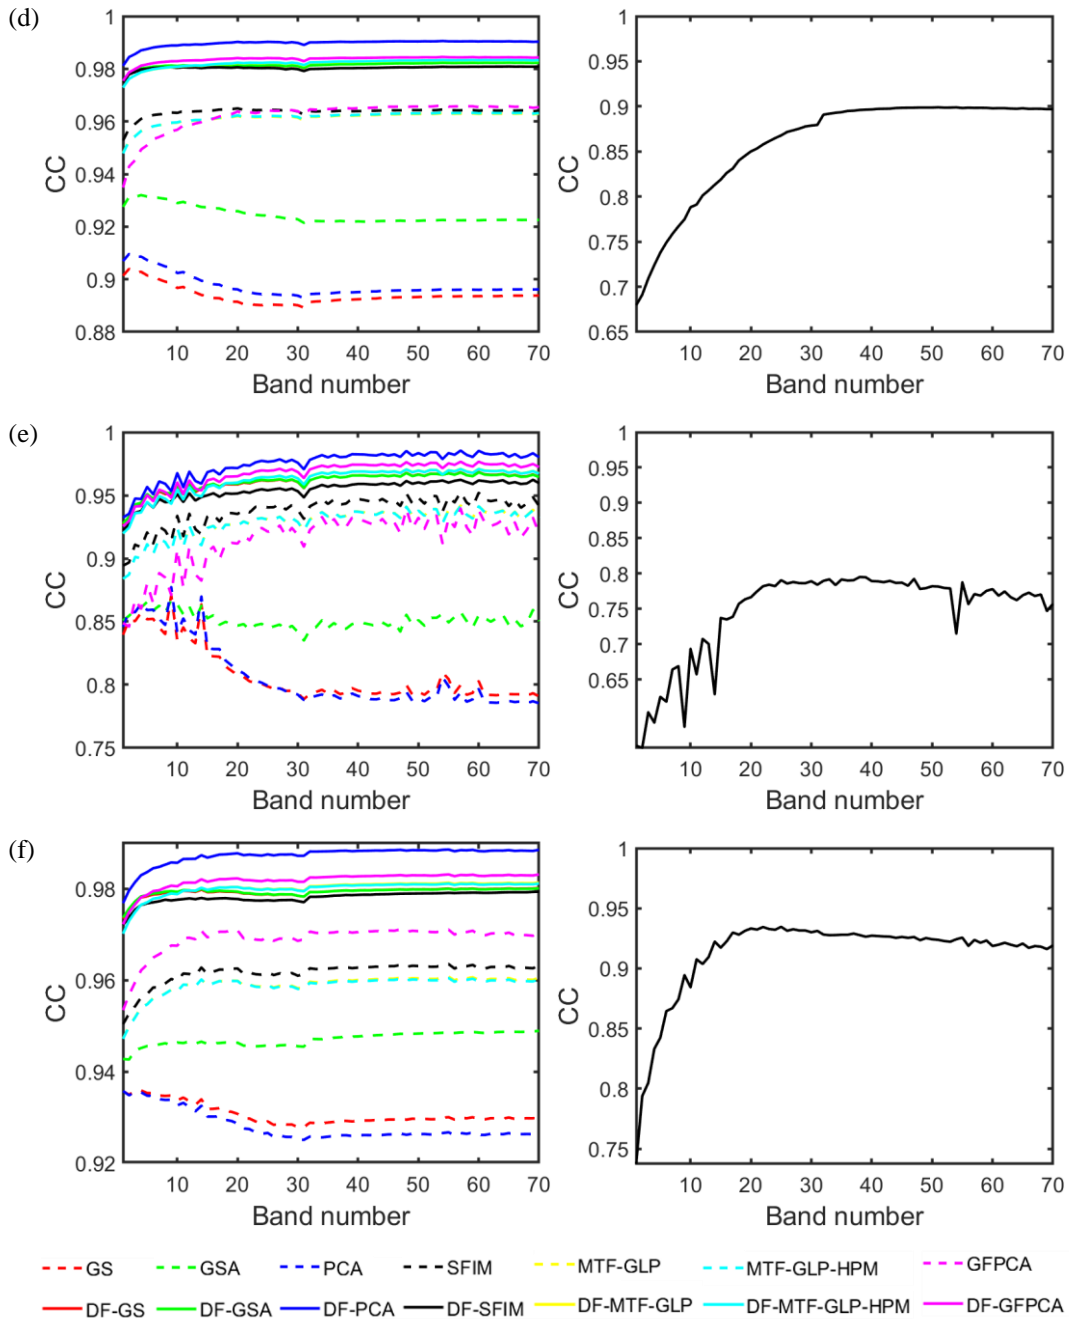 (d)
1
0.98
0.96
0.94
0.92
0.9
0.88
CC
10 20 30 40 50 60 70
Band number
1
0.95
0.9
0.85
0.8
0.75
0.7
0.65
CC
10 20 30 40 50 60 70
Band number
(e)
1
0.95
0.9
0.85
0.8
0.75
CC
10 20 30 40 50 60 70
Band number
1
0.95
0.9
0.85
0.8
0.75
0.7
0.65
CC
10 20 30 40 50 60 70
Band number
(f)
0.98
0.96
0.94
0.92
CC
10 20 30 40 50 60 70
Band number
1
0.95
0.9
0.85
0.8
0.75
CC
10 20 30 40 50 60 70
Band number
GS GSA PCA SFIM MTF-GLP MTF-GLP-HPM GFPCA
DF-GS DF-GSA DF-PCA DF-SFIM DF-MTF-GLP DF-MTF-GLP-HPM DF-GFPCA